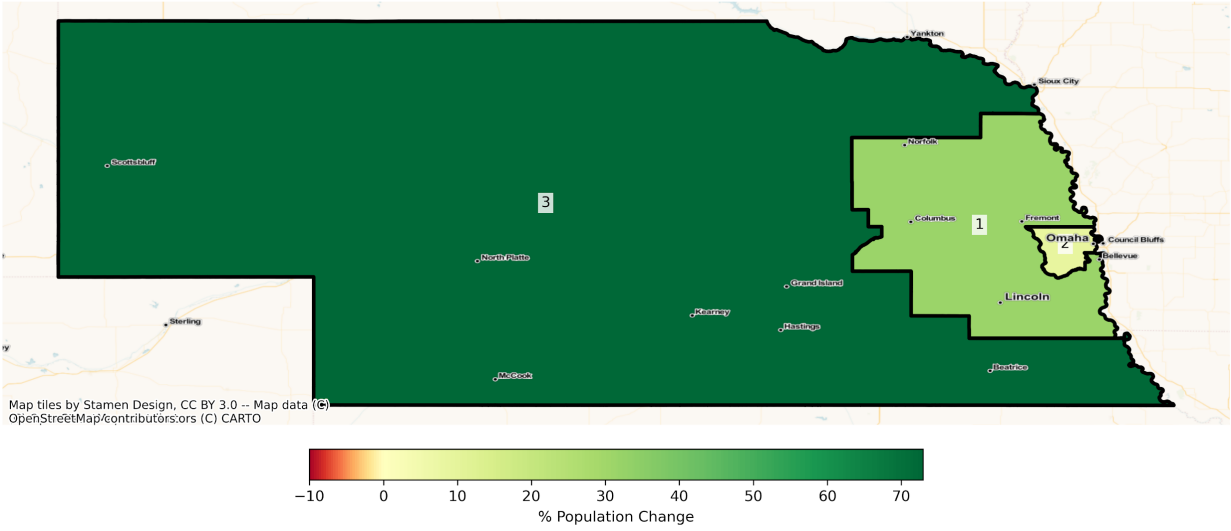 Yankton
Sioux City
Norfolk
Scottsbluff
3
Columbus
1
Fremont
Omaha
Council Bluffs
2
Bellevue
North Platte
Grand Island
Lincoln
Kearney
Sterling
Hastings
Beatrice
McCook
Map tiles by Stamen Design, CC BY 3.0 -- Map data (C)
OpenStreetMap contributors (C) CARTO
−10 0 10 20 30 40 50 60 70
% Population Change